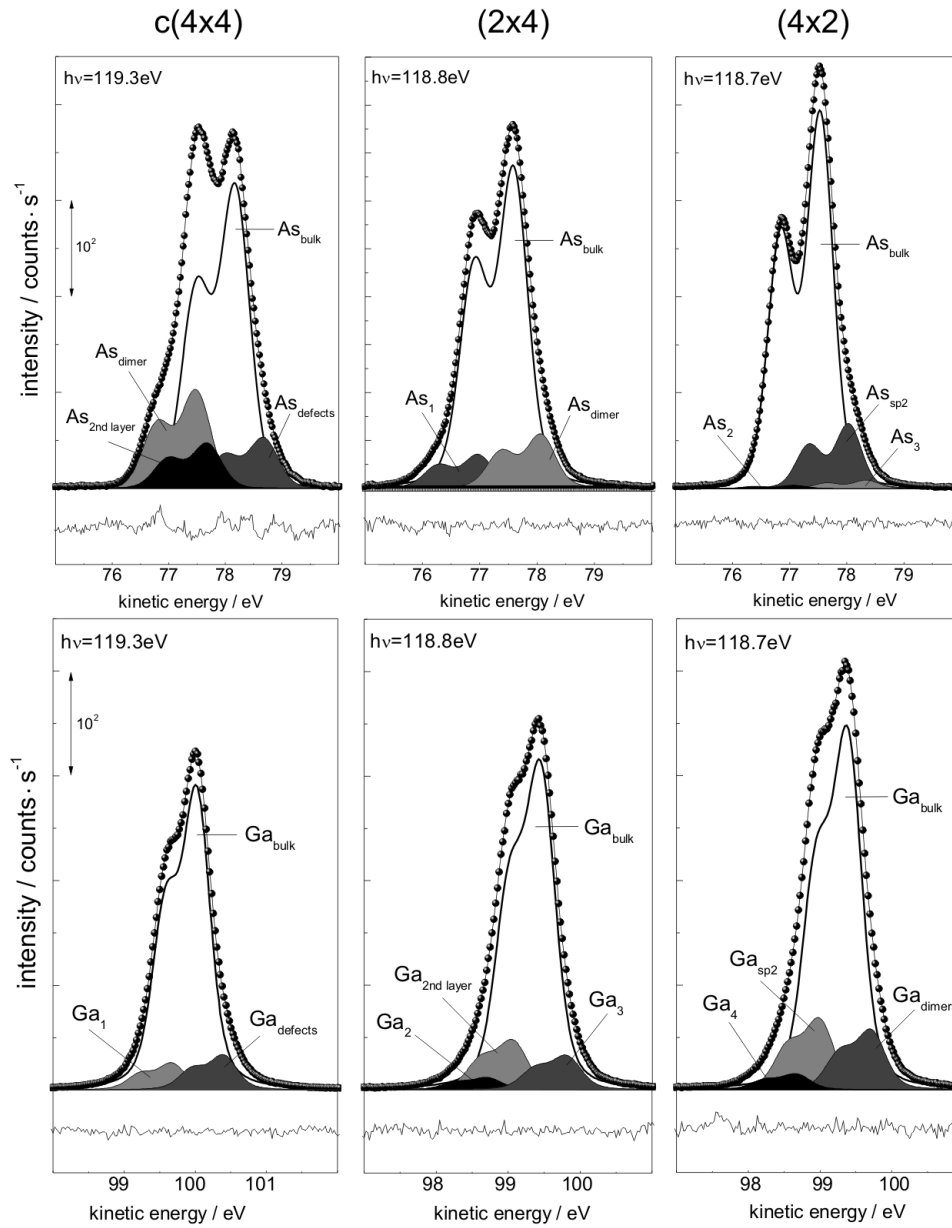 c(4x4)
(2x4)
(4x2)
hν=119.3eV
hν=118.8eV
hν=118.7eV
intensity / counts · s⁻¹
10²
As_bulk
As_dimer
As_2nd layer
As_defects
As_bulk
As_1
As_dimer
As_bulk
As_2
As_sp2
As_3
76 77 78 79
76 77 78 79
76 77 78 79
kinetic energy / eV
kinetic energy / eV
kinetic energy / eV
hν=119.3eV
hν=118.8eV
hν=118.7eV
intensity / counts · s⁻¹
10²
Ga_bulk
Ga_1
Ga_defects
Ga_bulk
Ga_2nd layer
Ga_2
Ga_3
Ga_bulk
Ga_sp2
Ga_4
Ga_dimer
99 100 101
98 99 100
98 99 100
kinetic energy / eV
kinetic energy / eV
kinetic energy / eV